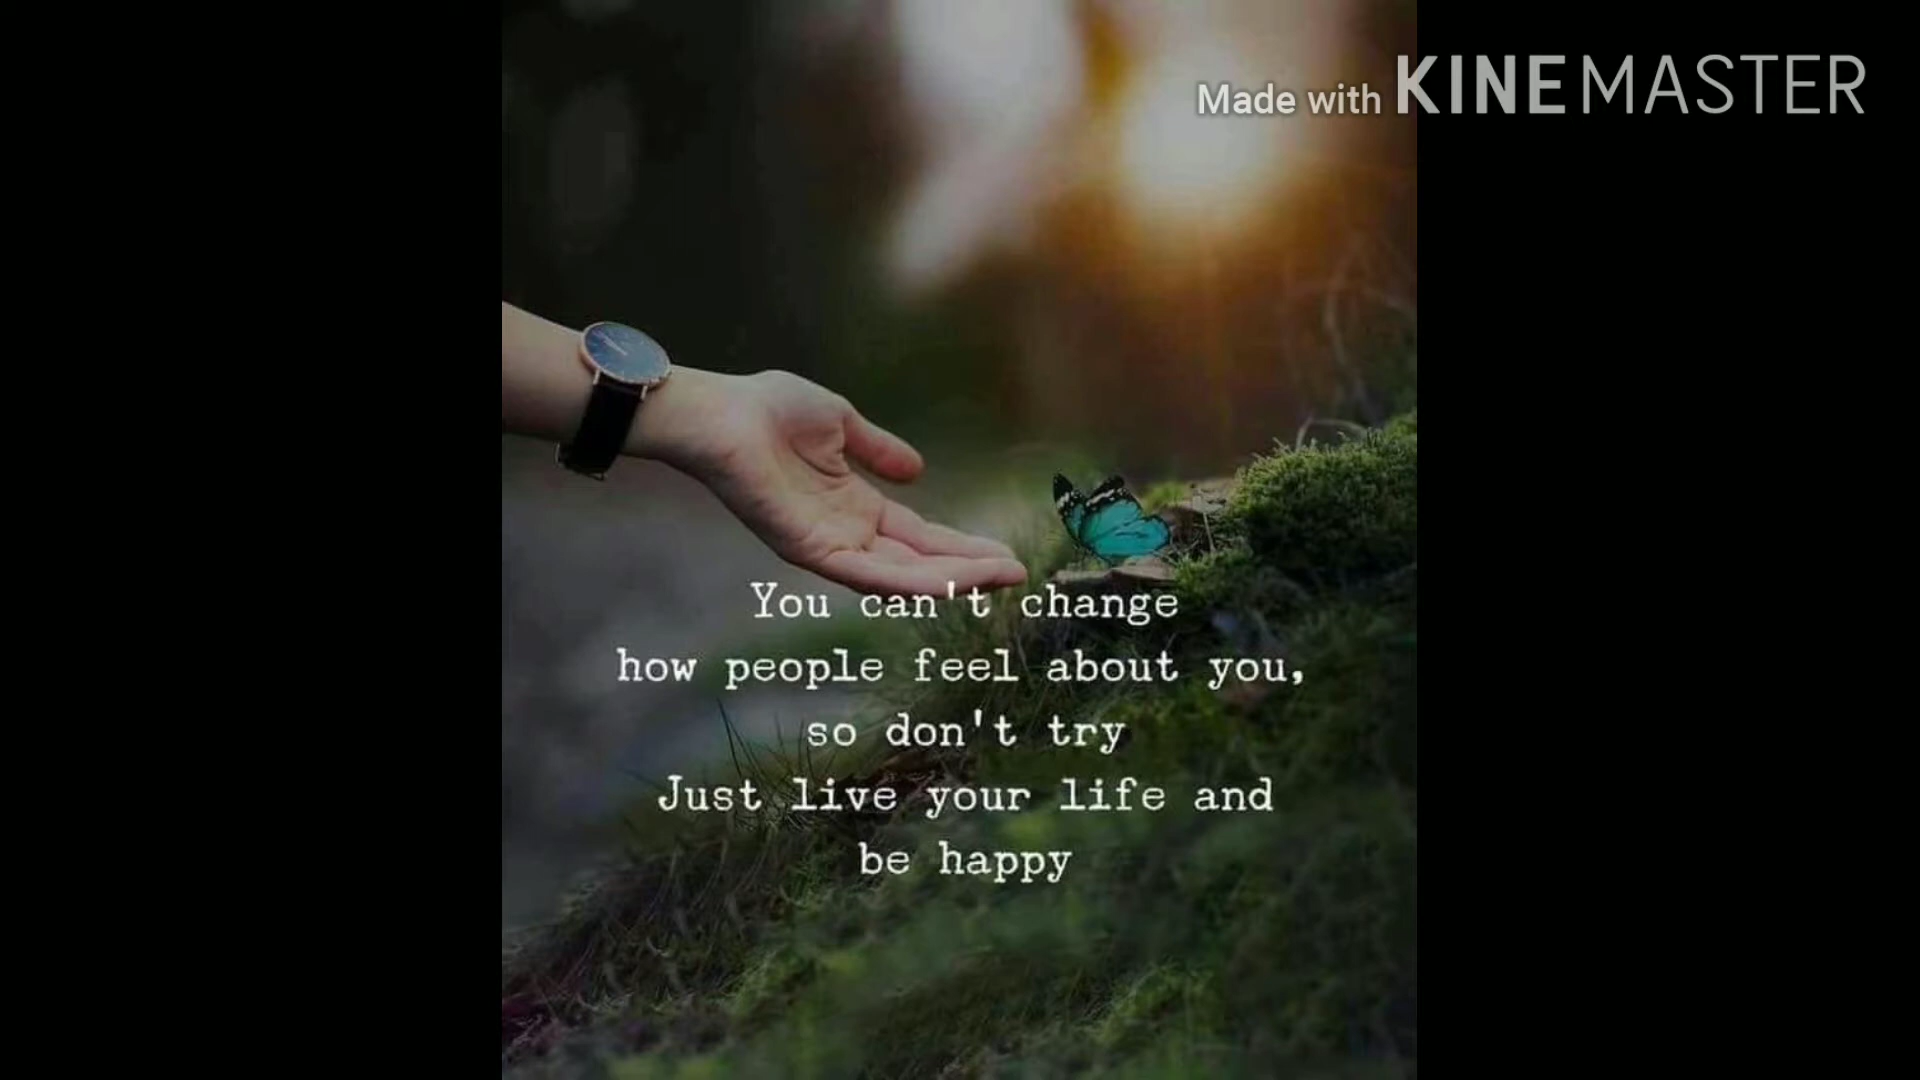 Made with KINEMASTER
You can't change
how people feel about you,
so don't try
Just live your life and
be happy